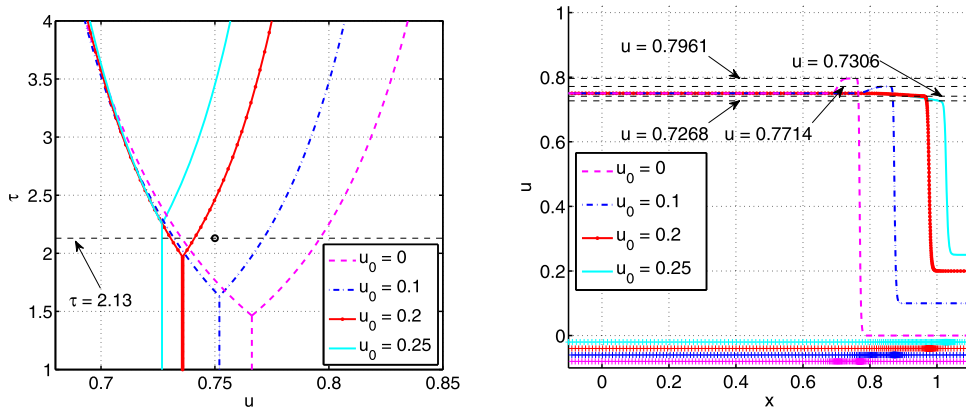 4
3.5
3
2.5
2
1.5
1
τ
τ = 2.13
u₀ = 0
u₀ = 0.1
u₀ = 0.2
u₀ = 0.25
0.7
0.75
0.8
0.85
u
1
0.8
0.6
0.4
0.2
0
u
u = 0.7961
u = 0.7306
u = 0.7268
u = 0.7714
u₀ = 0
u₀ = 0.1
u₀ = 0.2
u₀ = 0.25
0
0.2
0.4
0.6
0.8
1
x